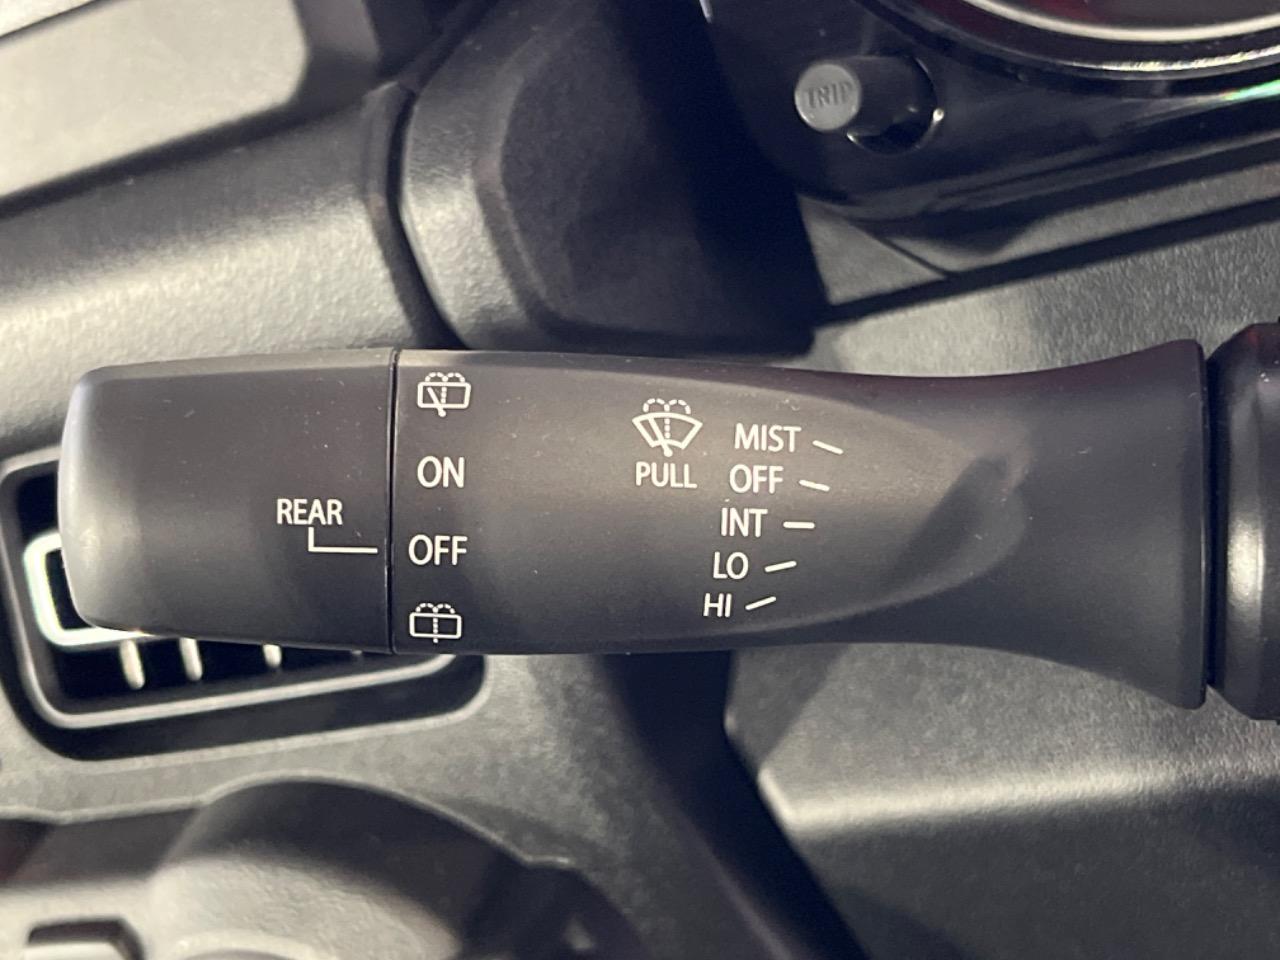 TRIP
MIST
OFF
INT
LO
HI
PULL
ON
OFF
REAR